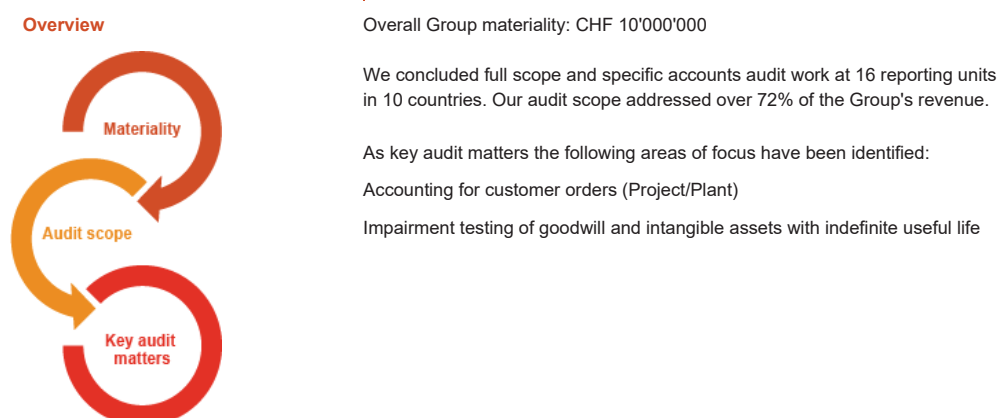 Overview
Overall Group materiality: CHF 10'000'000
We concluded full scope and specific accounts audit work at 16 reporting units
in 10 countries. Our audit scope addressed over 72% of the Group's revenue.
As key audit matters the following areas of focus have been identified:
Accounting for customer orders (Project/Plant)
Impairment testing of goodwill and intangible assets with indefinite useful life
Materiality
Audit scope
Key audit
matters